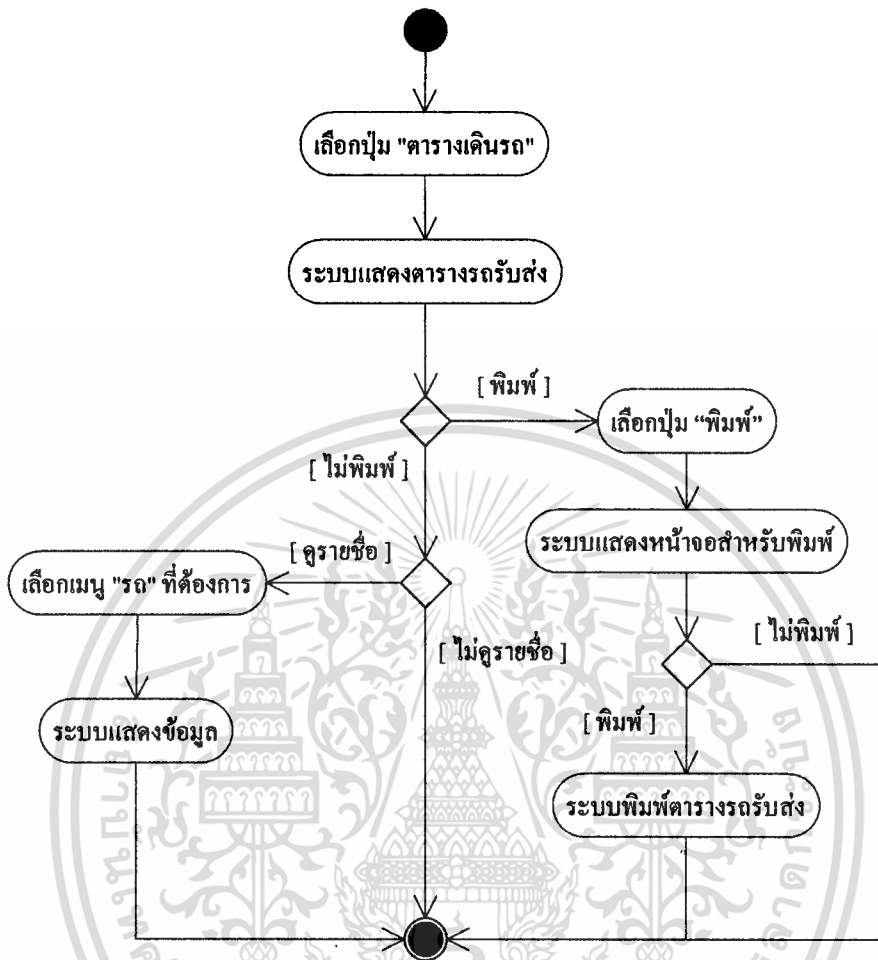 เลือกปุ่ม "ตารางเดินรถ"
ระบบแสดงตารางรถรับส่ง
[ พิมพ์ ]
เลือกปุ่ม “พิมพ์”
[ ไม่พิมพ์ ]
ระบบแสดงหน้าจอสำหรับพิมพ์
[ ดูรายชื่อ ]
เลือกเมนู "รถ" ที่ต้องการ
[ ไม่พิมพ์ ]
[ ไม่ดูรายชื่อ ]
ระบบแสดงข้อมูล
[ พิมพ์ ]
ระบบพิมพ์ตารางรถรับส่ง